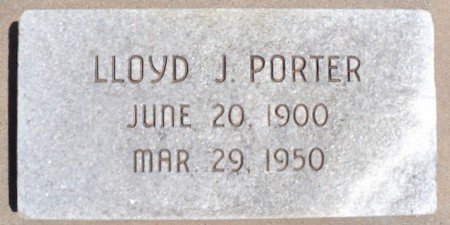 LLOYD J. PORTER
JUNE 20, 1900
MAR. 29, 1950